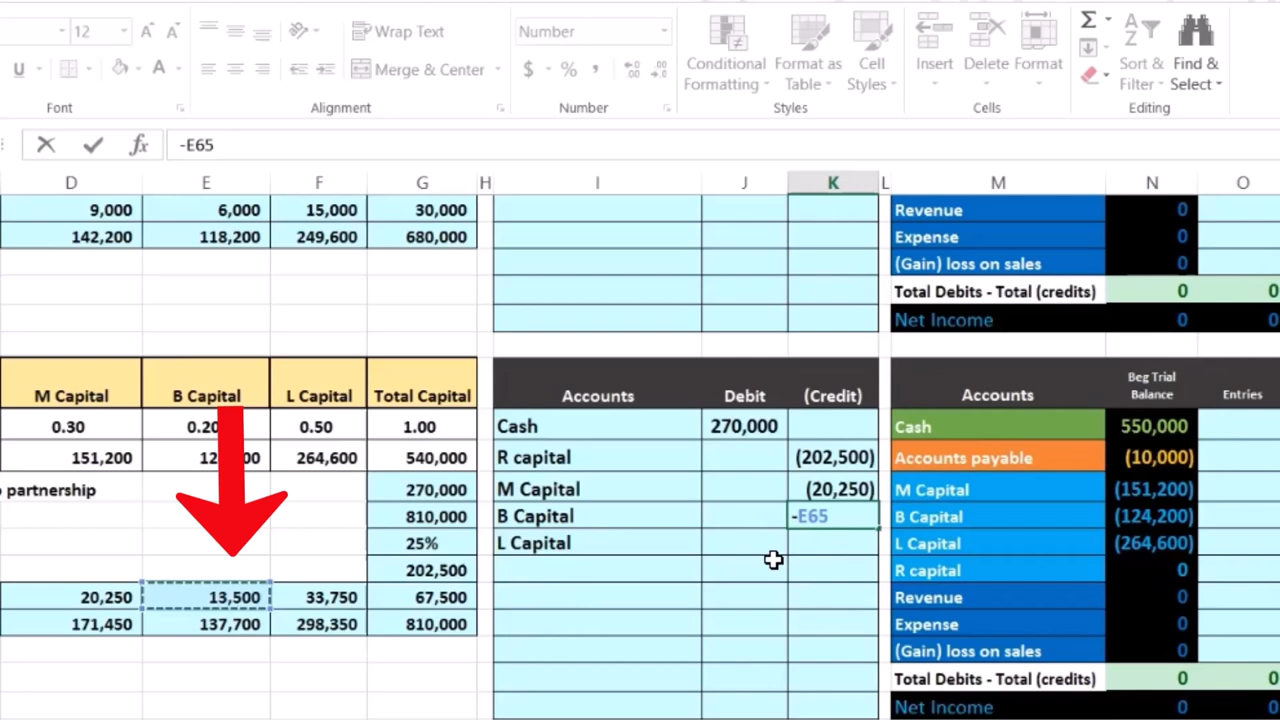 12 A A Wrap Text Number Σ A Z
U A Merge & Center $ % , Conditional Formatting Format as Table Cell Styles Insert Delete Format Sort & Filter Find & Select
Font Alignment Number Styles Cells Editing
fx -E65
D E F G H I J K L M N O
9,000 6,000 15,000 30,000 Revenue 0
142,200 118,200 249,600 680,000 Expense 0
(Gain) loss on sales 0
Total Debits - Total (credits) 0 0
Net Income 0 0
M Capital B Capital L Capital Total Capital Accounts Debit (Credit) Accounts Beg Trial Balance Entries
0.30 0.50 1.00 Cash 270,000 Cash 550,000
151,200 264,600 540,000 R capital (202,500) Accounts payable (10,000)
partnership 270,000 M Capital (20,250) M Capital (151,200)
810,000 B Capital -E65 B Capital (124,200)
25% L Capital L Capital (264,600)
202,500 R capital 0
20,250 13,500 33,750 67,500 Revenue 0
171,450 137,700 298,350 810,000 Expense 0
(Gain) loss on sales 0
Total Debits - Total (credits) 0 0
Net Income 0 0